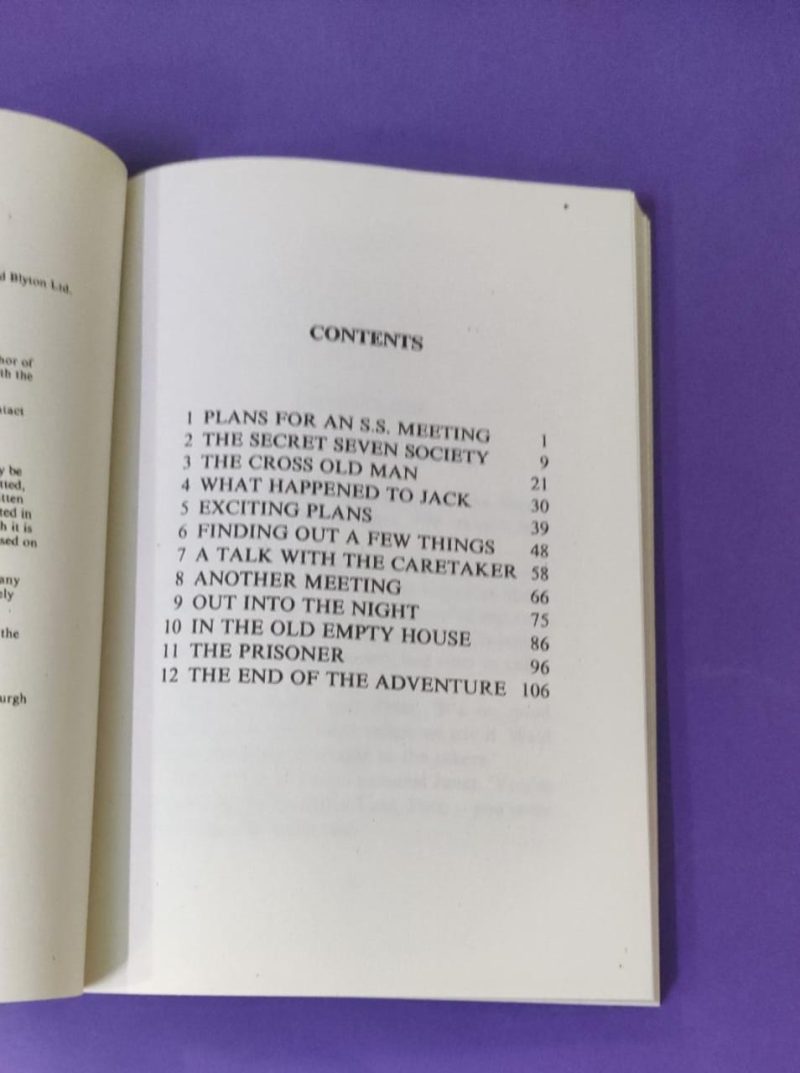 d Blyton Ltd.
hor of
th the
ntact
y be
tted,
tten
ted in
h it is
sed on
any
ely
the
urgh
CONTENTS
1 PLANS FOR AN S.S. MEETING 1
2 THE SECRET SEVEN SOCIETY 9
3 THE CROSS OLD MAN 21
4 WHAT HAPPENED TO JACK 30
5 EXCITING PLANS 39
6 FINDING OUT A FEW THINGS 48
7 A TALK WITH THE CARETAKER 58
8 ANOTHER MEETING 66
9 OUT INTO THE NIGHT 75
10 IN THE OLD EMPTY HOUSE 86
11 THE PRISONER 96
12 THE END OF THE ADVENTURE 106